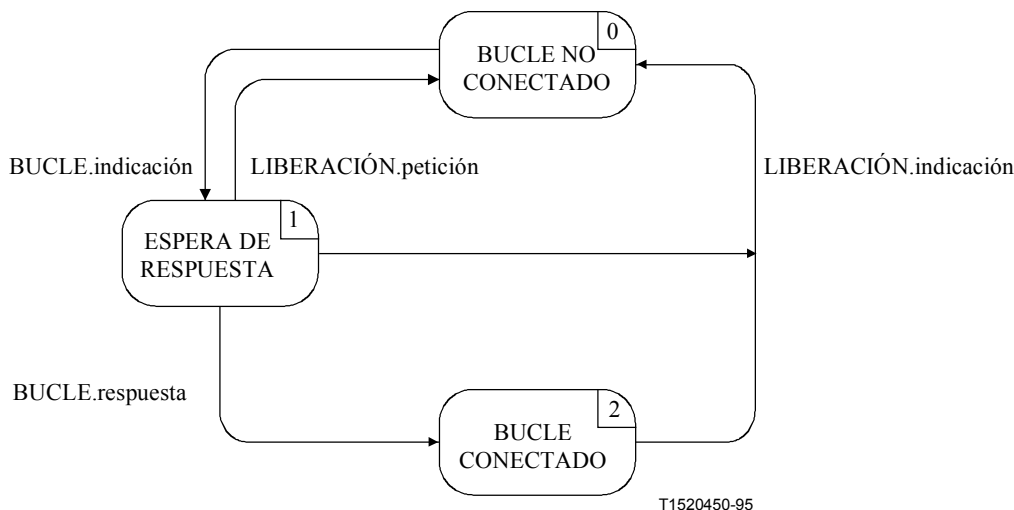 0
BUCLE NO
CONECTADO
BUCLE.indicación
LIBERACIÓN.petición
LIBERACIÓN.indicación
1
ESPERA DE
RESPUESTA
BUCLE.respuesta
2
BUCLE
CONECTADO
T1520450-95